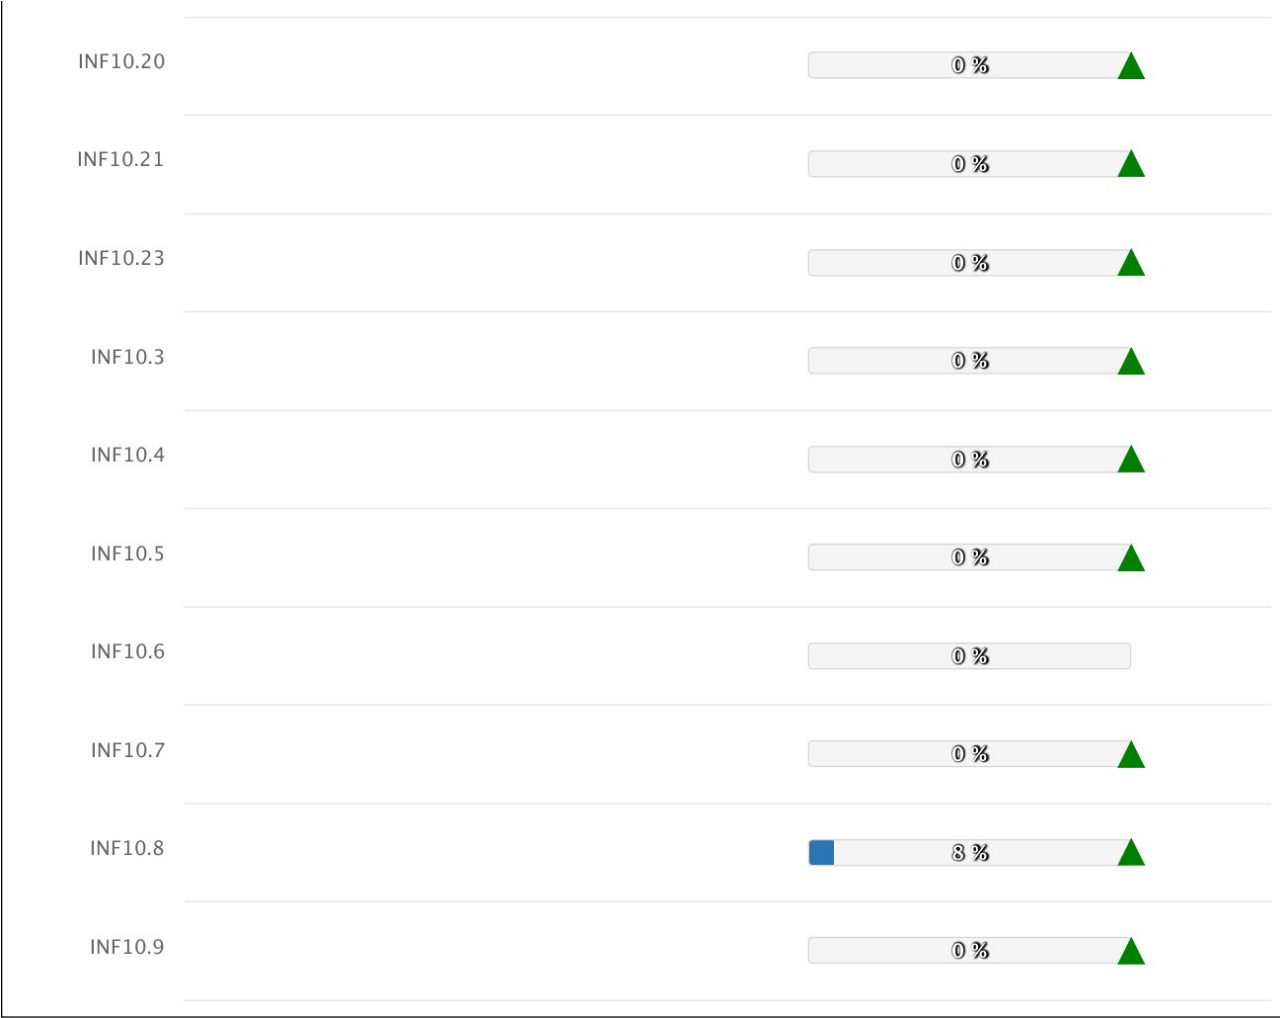 INF10.20 0 %
INF10.21 0 %
INF10.23 0 %
INF10.3 0 %
INF10.4 0 %
INF10.5 0 %
INF10.6 0 %
INF10.7 0 %
INF10.8 8 %
INF10.9 0 %